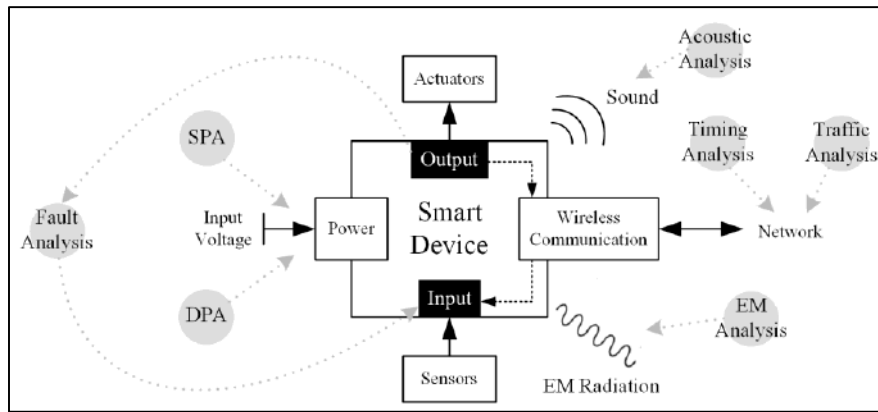 Acoustic
Analysis
Actuators
Sound
SPA
Timing
Analysis
Traffic
Analysis
Output
Fault
Analysis
Input
Voltage
Power
Smart
Device
Wireless
Communication
Network
DPA
Input
EM
Analysis
Sensors
EM Radiation